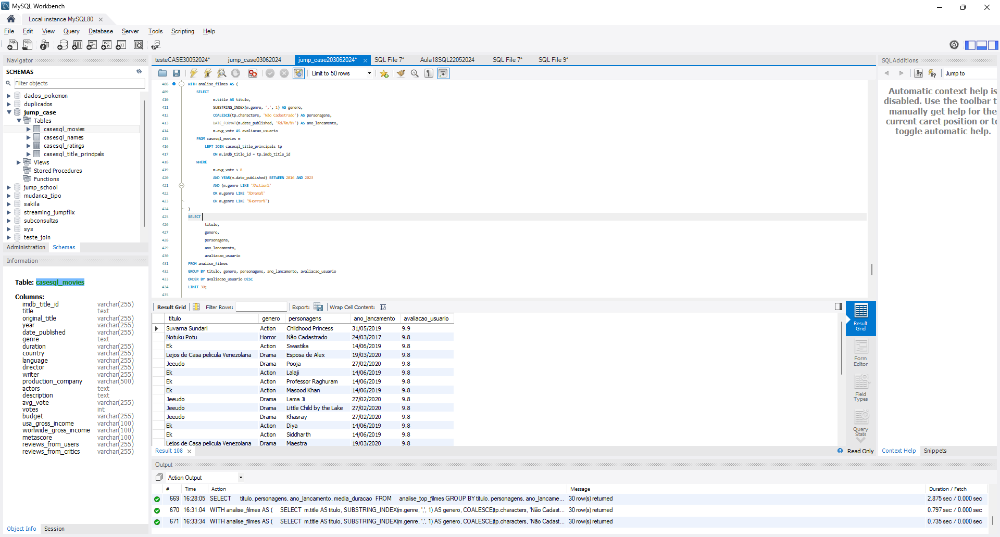 MySQL Workbench
Local instance MySQL80
File Edit View Query Database Server Tools Scripting Help
Navigator
SCHEMAS
Filter objects
dados_pokemon
duplicados
jump_case
Tables
casesql_movies
casesql_names
casesql_ratings
casesql_title_principals
Views
Stored Procedures
Functions
jump_school
mudanca_tipo
sakila
streaming_jumpflix
subconsultas
sys
teste_join
Administration Schemas
Information
Table: casesql_movies
Columns:
imdb_title_id varchar(255)
title text
original_title varchar(255)
year varchar(255)
date_published varchar(255)
genre text
duration varchar(255)
country varchar(255)
language varchar(255)
director varchar(255)
writer varchar(255)
production_company varchar(500)
actors text
description text
avg_vote varchar(255)
votes int
budget varchar(255)
usa_gross_income varchar(100)
worlwide_gross_income varchar(100)
metascore varchar(100)
reviews_from_users varchar(255)
reviews_from_critics varchar(255)
Object Info Session
testeCASE30052024* jump_case03062024 jump_case203062024* SQL File 7* Aula18SQL22052024 SQL File 7* SQL File 9*
Limit to 50 rows
408 WITH analise_filmes AS (
409 SELECT
410 m.title AS titulo,
411 SUBSTRING_INDEX(m.genre, ',', 1) AS genero,
412 COALESCE(tp.characters, 'Não Cadastrado') AS personagens,
413 DATE_FORMAT(m.date_published, '%d/%m/%Y') AS ano_lancamento,
414 m.avg_vote AS avaliacao_usuario
415 FROM casesql_movies m
416 LEFT JOIN casesql_title_principals tp
417 ON m.imdb_title_id = tp.imdb_title_id
418 WHERE
419 m.avg_vote > 8
420 AND YEAR(m.date_published) BETWEEN 2016 AND 2023
421 AND (m.genre LIKE '%Action%'
422 OR m.genre LIKE '%Drama%'
423 OR m.genre LIKE '%Horror%')
424 )
425 SELECT
426 titulo,
427 genero,
428 personagens,
429 ano_lancamento,
430 avaliacao_usuario
431 FROM analise_filmes
432 GROUP BY titulo, genero, personagens, ano_lancamento, avaliacao_usuario
433 ORDER BY avaliacao_usuario DESC
434 LIMIT 30;
435
Result Grid Filter Rows: Export: Wrap Cell Content:
titulo genero personagens ano_lancamento avaliacao_usuario
Suvarna Sundari Action Childhood Princess 31/05/2019 9.9
Notuku Potu Horror Não Cadastrado 24/03/2017 9.8
Ek Action Swastika 14/06/2019 9.8
Lejos de Casa pelicula Venezolana Drama Esposa de Alex 19/03/2020 9.8
Jeeudo Drama Pooja 27/02/2020 9.8
Ek Action Lalaji 14/06/2019 9.8
Ek Action Professor Raghuram 14/06/2019 9.8
Ek Action Masood Khan 14/06/2019 9.8
Jeeudo Drama Lama Ji 27/02/2020 9.8
Jeeudo Drama Little Child by the Lake 27/02/2020 9.8
Jeeudo Drama Khasray 27/02/2020 9.8
Ek Action Diya 14/06/2019 9.8
Ek Action Siddharth 14/06/2019 9.8
Lejos de Casa pelicula Venezolana Drama Maestra 19/03/2020 9.8
Result Grid
Form Editor
Field Types
Query Stats
Result 108
Read Only
SQLAdditions
Jump to
Automatic context help is
disabled. Use the toolbar t
manually get help for the
current caret position or to
toggle automatic help.
Context Help Snippets
Output
Action Output
# Time Action Message Duration / Fetch
669 16:28:05 SELECT titulo, personagens, ano_lancamento, media_duracao FROM analise_top_filmes GROUP BY titulo, personagens, ano_lancame... 30 row(s) returned 2.875 sec / 0.000 sec
670 16:31:04 WITH analise_filmes AS ( SELECT m.title AS titulo, SUBSTRING_INDEX(m.genre, ',', 1) AS genero, COALESCE(tp.characters, 'Não Cadast... 30 row(s) returned 0.797 sec / 0.000 sec
671 16:33:34 WITH analise_filmes AS ( SELECT m.title AS titulo, SUBSTRING_INDEX(m.genre, ',', 1) AS genero, COALESCE(tp.characters, 'Não Cadast... 30 row(s) returned 0.735 sec / 0.000 sec